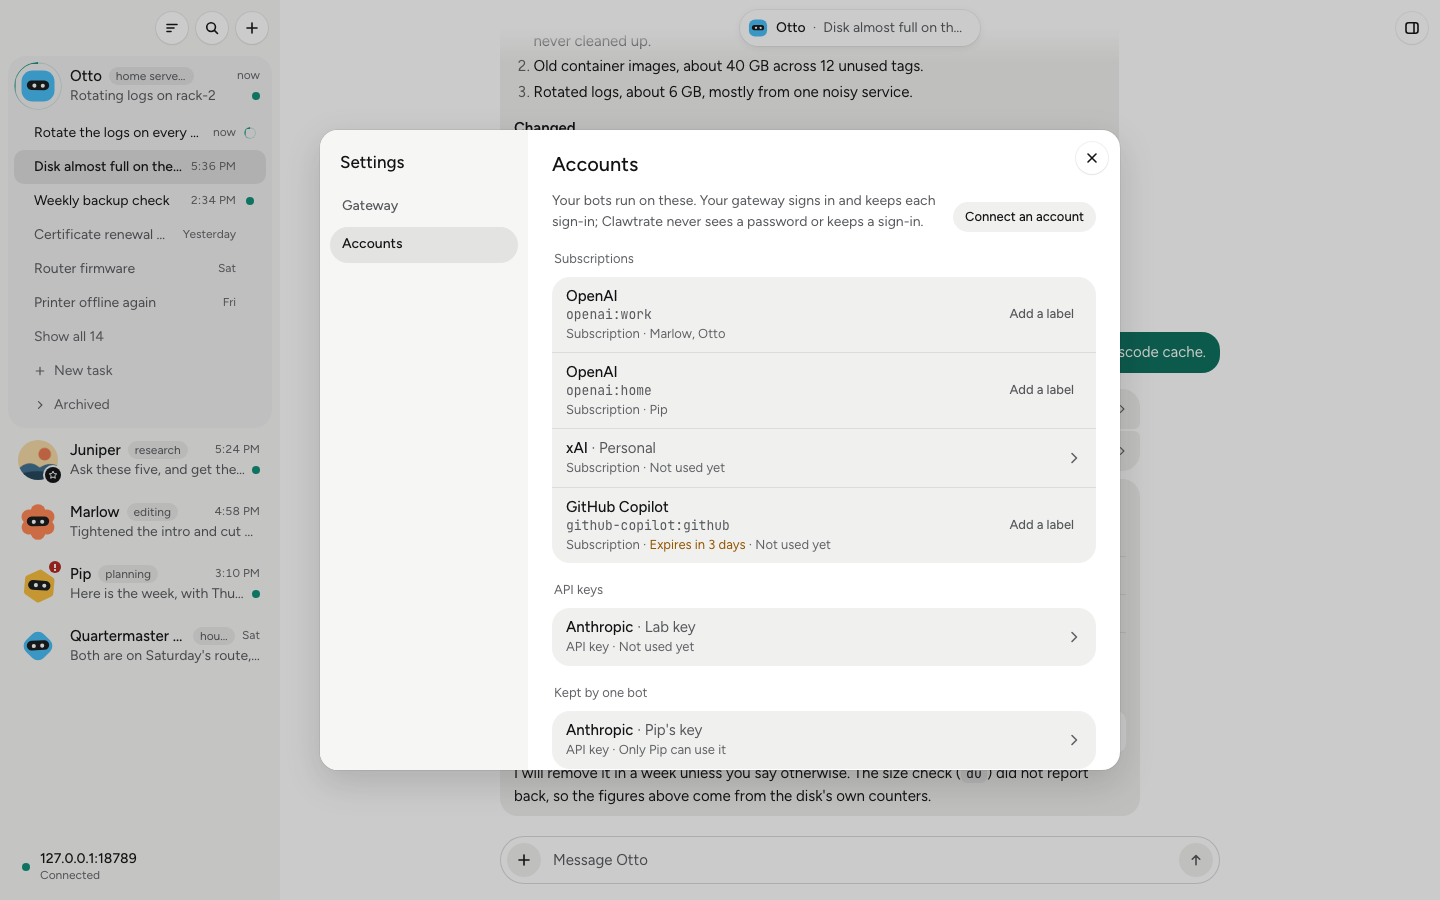 Otto home serve... now
Rotating logs on rack-2
Rotate the logs on every ... now
Disk almost full on the... 5:36 PM
Weekly backup check 2:34 PM
Certificate renewal ... Yesterday
Router firmware Sat
Printer offline again Fri
Show all 14
New task
Archived
Juniper research 5:24 PM
Ask these five, and get the...
Marlow editing 4:58 PM
Tightened the intro and cut ...
Pip planning 3:10 PM
Here is the week, with Thu...
Quartermaster ... hou... Sat
Both are on Saturday's route,...
127.0.0.1:18789
Connected
Otto · Disk almost full on th...
never cleaned up.
2. Old container images, about 40 GB across 12 unused tags.
3. Rotated logs, about 6 GB, mostly from one noisy service.
Changed
scode cache.
Settings
Gateway
Accounts
Accounts
Your bots run on these. Your gateway signs in and keeps each
sign-in; Clawtrate never sees a password or keeps a sign-in.
Connect an account
Subscriptions
OpenAI
openai:work
Subscription · Marlow, Otto
Add a label
OpenAI
openai:home
Subscription · Pip
Add a label
xAI · Personal
Subscription · Not used yet
GitHub Copilot
github-copilot:github
Subscription · Expires in 3 days · Not used yet
Add a label
API keys
Anthropic · Lab key
API key · Not used yet
Kept by one bot
Anthropic · Pip's key
API key · Only Pip can use it
I will remove it in a week unless you say otherwise. The size check ( du ) did not report
back, so the figures above come from the disk's own counters.
Message Otto